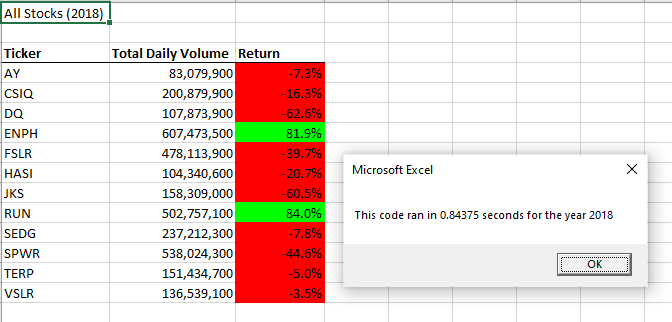 All Stocks (2018)
Ticker Total Daily Volume Return
AY 83,079,900 -7.3%
CSIQ 200,879,900 -16.3%
DQ 107,873,900 -62.6%
ENPH 607,473,500 81.9%
FSLR 478,113,900 -39.7%
HASI 104,340,600 -20.7%
JKS 158,309,000 -60.5%
RUN 502,757,100 84.0%
SEDG 237,212,300 -7.8%
SPWR 538,024,300 -44.6%
TERP 151,434,700 -5.0%
VSLR 136,539,100 -3.5%
Microsoft Excel
This code ran in 0.84375 seconds for the year 2018
OK